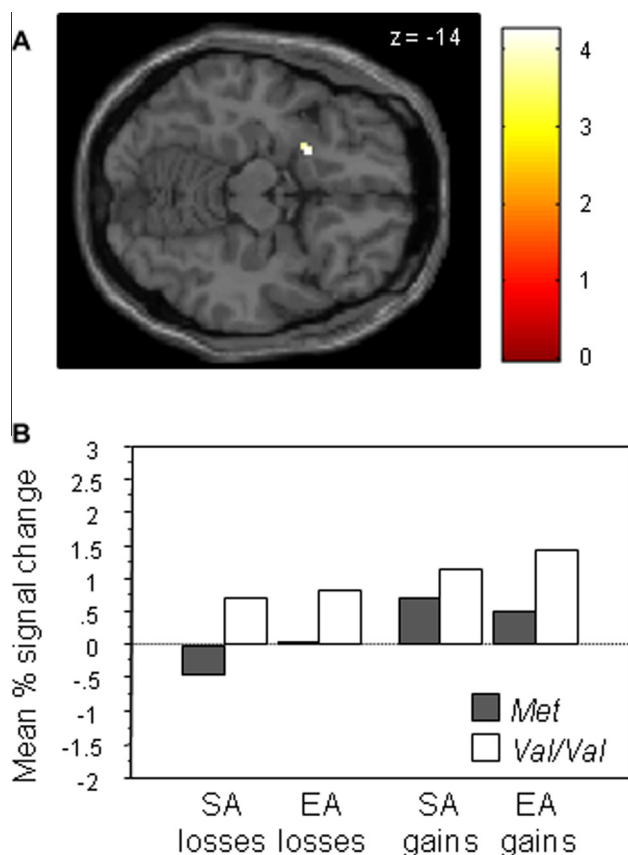 A
z = -14
4
3
2
1
0
B
Mean % signal change
3
2.5
2
1.5
1
.5
0
-.5
-1
-1.5
-2
Met
Val/Val
SA losses
EA losses
SA gains
EA gains